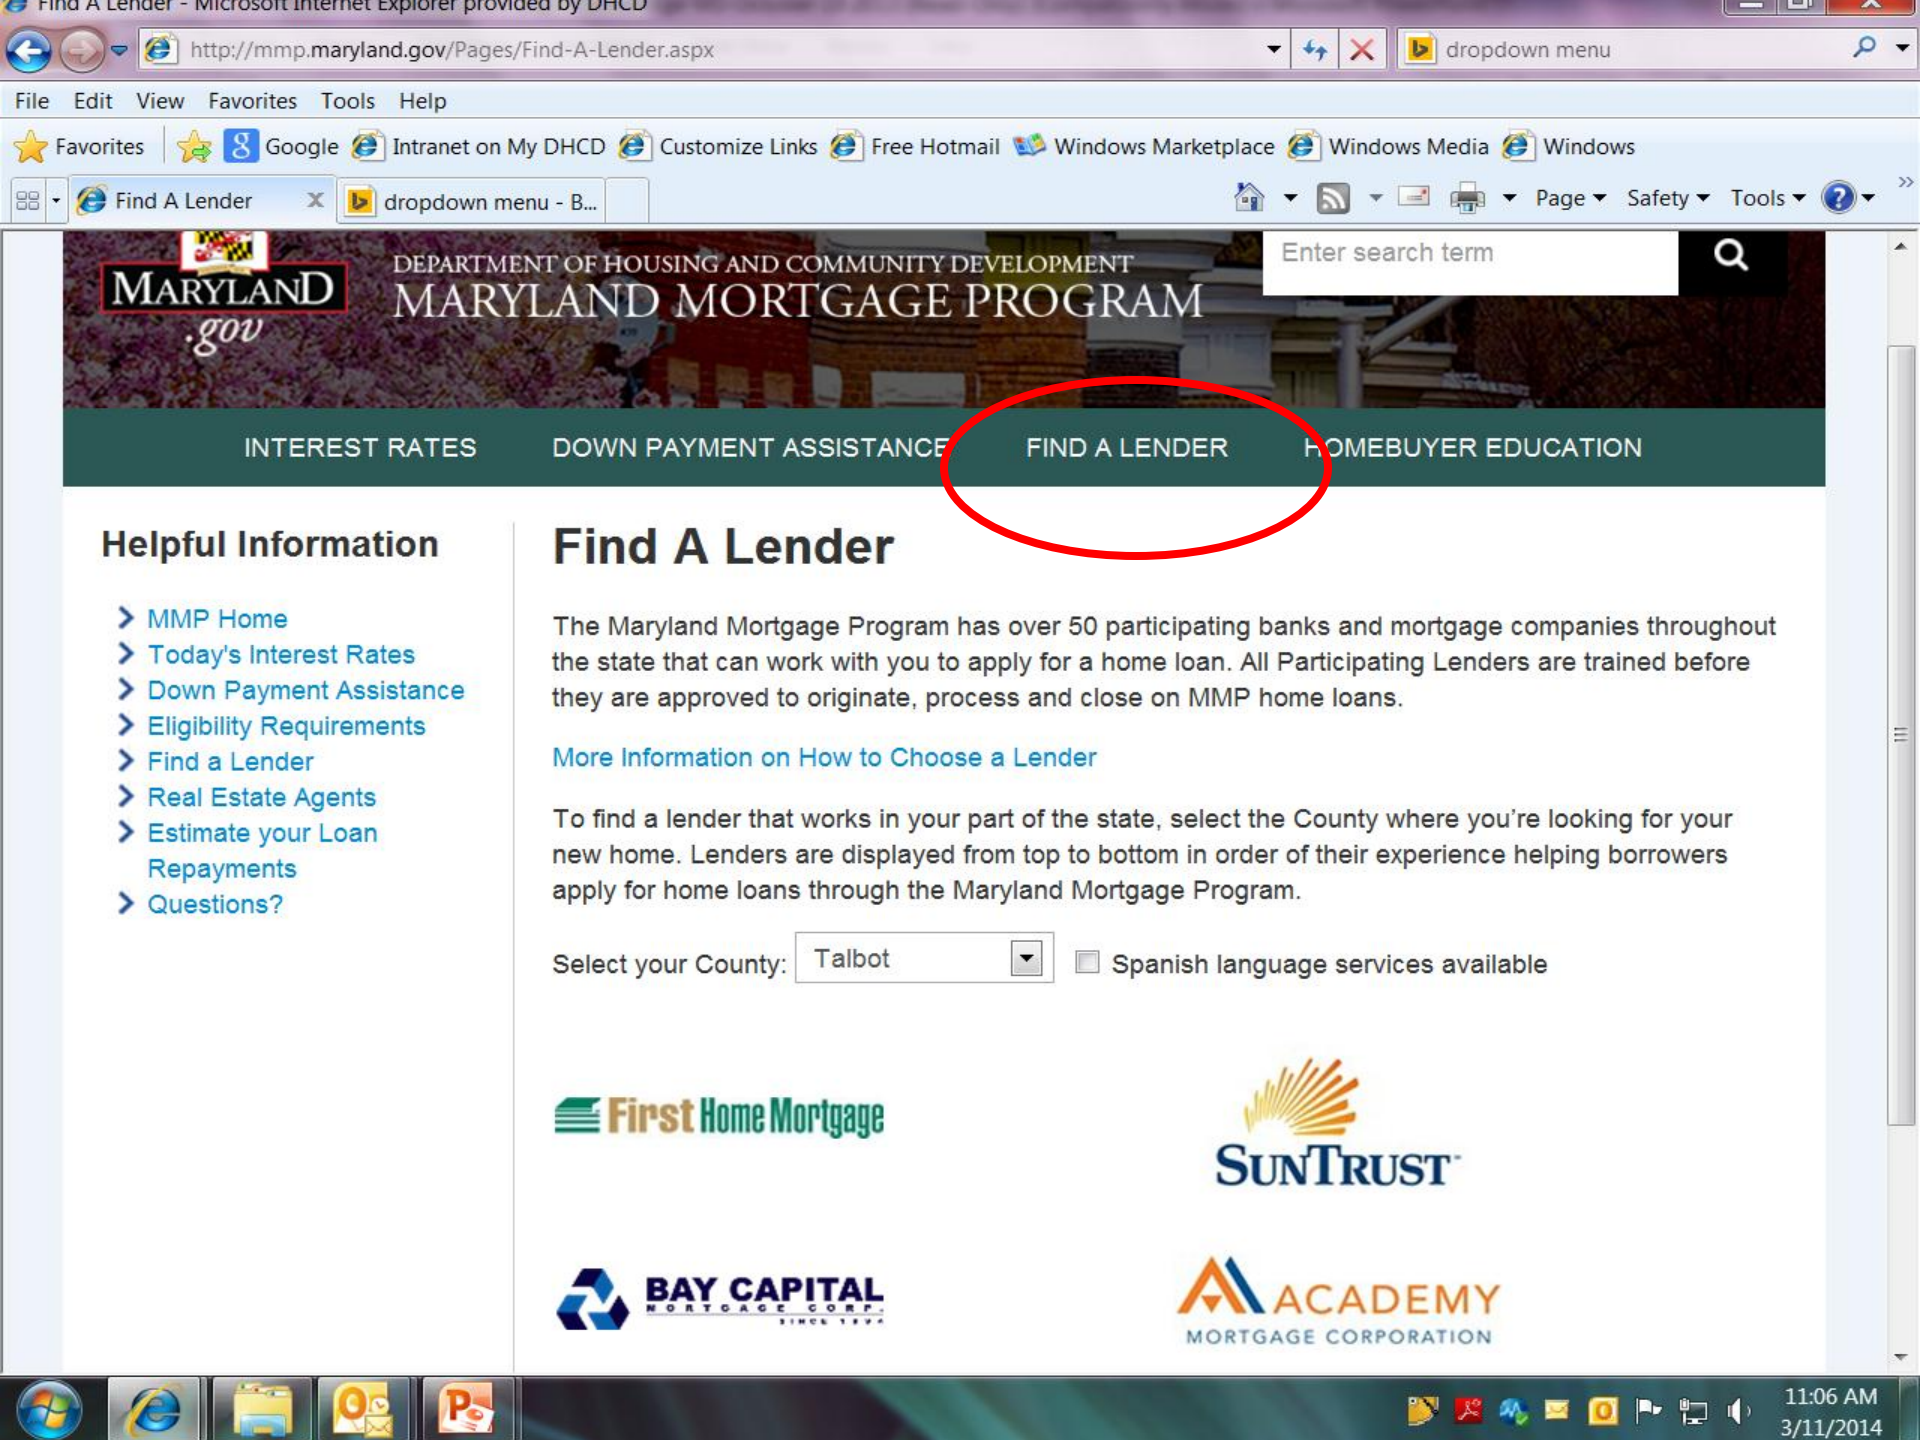 Find A Lender - Microsoft Internet Explorer provided by DHCD
http://mmp.maryland.gov/Pages/Find-A-Lender.aspx
dropdown menu
File Edit View Favorites Tools Help
Favorites Google Intranet on My DHCD Customize Links Free Hotmail Windows Marketplace Windows Media Windows
Find A Lender x dropdown menu - B...
Page Safety Tools
MARYLAND
.gov
DEPARTMENT OF HOUSING AND COMMUNITY DEVELOPMENT
MARYLAND MORTGAGE PROGRAM
Enter search term
INTEREST RATES DOWN PAYMENT ASSISTANCE FIND A LENDER HOMEBUYER EDUCATION
Helpful Information
MMP Home
Today's Interest Rates
Down Payment Assistance
Eligibility Requirements
Find a Lender
Real Estate Agents
Estimate your Loan
Repayments
Questions?
Find A Lender
The Maryland Mortgage Program has over 50 participating banks and mortgage companies throughout
the state that can work with you to apply for a home loan. All Participating Lenders are trained before
they are approved to originate, process and close on MMP home loans.
More Information on How to Choose a Lender
To find a lender that works in your part of the state, select the County where you’re looking for your
new home. Lenders are displayed from top to bottom in order of their experience helping borrowers
apply for home loans through the Maryland Mortgage Program.
Select your County: Talbot Spanish language services available
First Home Mortgage
SUNTRUST
BAY CAPITAL
MORTGAGE CORP.
SINCE 1994
ACADEMY
MORTGAGE CORPORATION
11:06 AM
3/11/2014